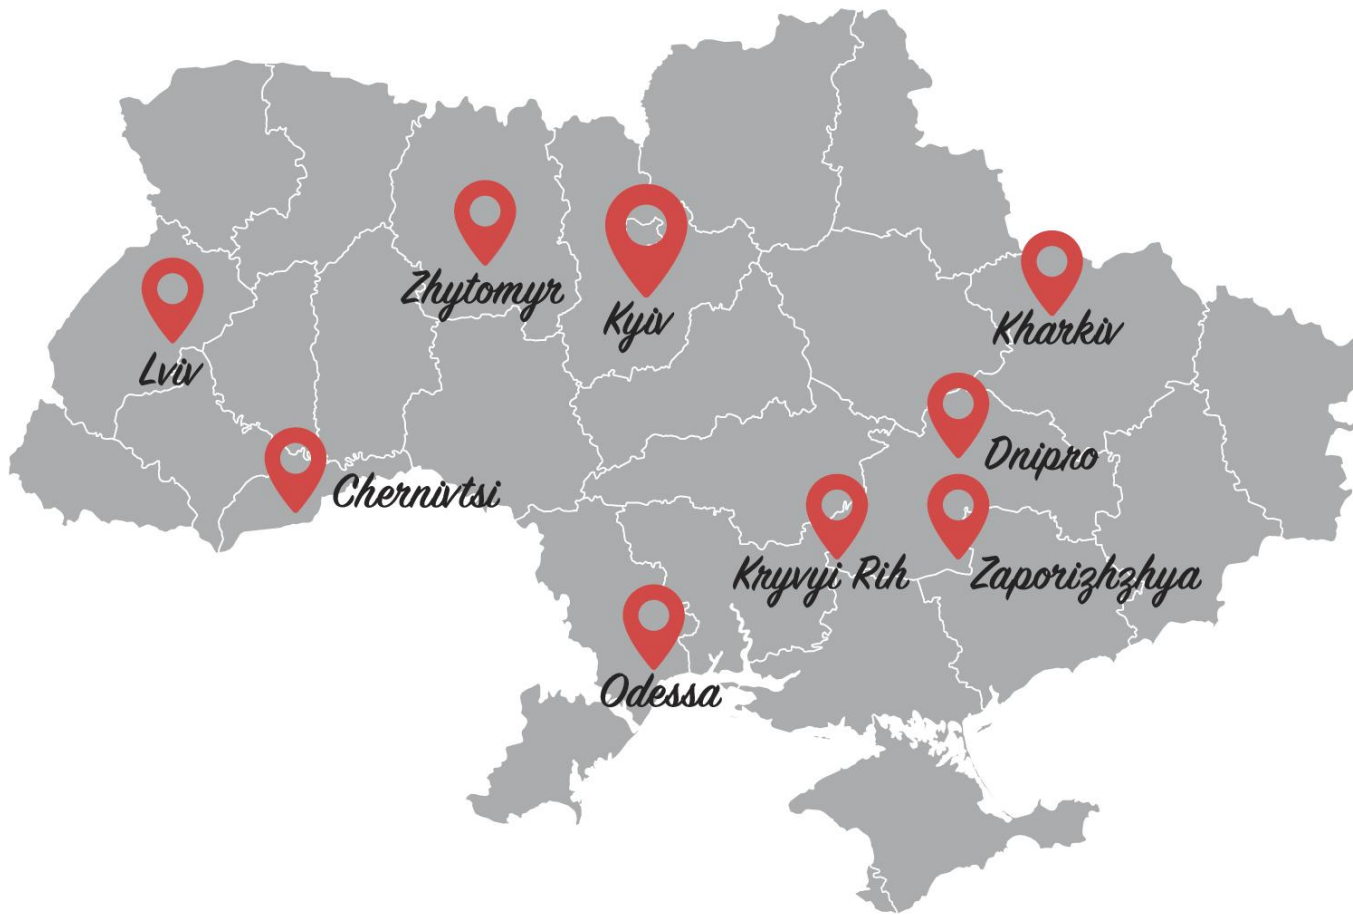 Zhytomyr
Kyiv
Kharkiv
Lviv
Dnipro
Chernivtsi
Kryvyi Rih
Zaporizhzhya
Odessa